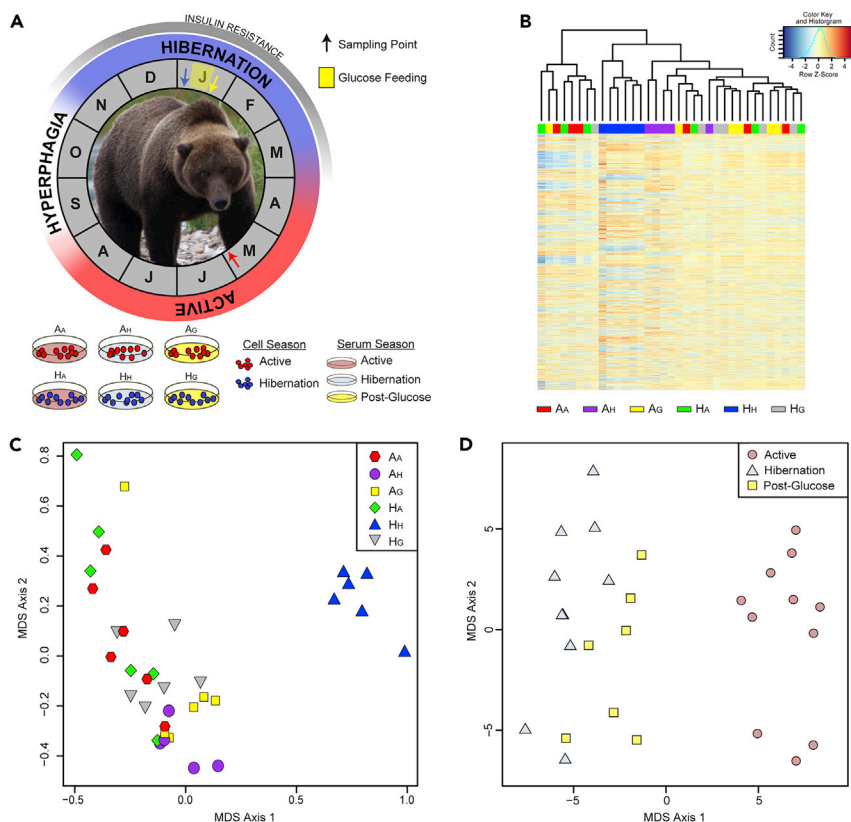 A
INSULIN RESISTANCE
HIBERNATION
HYPERPHAGIA
ACTIVE
D J F M A M J J A S O N
Sampling Point
Glucose Feeding
AA AH AG
HA HH HG
Cell Season
Active
Hibernation
Serum Season
Active
Hibernation
Post-Glucose
B
Color Key
and Histogram
Count
-4 -2 0 2 4
Row Z-Score
AA AH AG HA HH HG
C
MDS Axis 2
0.8
0.6
0.4
0.2
0.0
−0.2
−0.4
−0.5 0.0 0.5 1.0
MDS Axis 1
AA
AH
AG
HA
HH
HG
D
MDS Axis 2
5
0
−5
−5 0 5
MDS Axis 1
Active
Hibernation
Post-Glucose